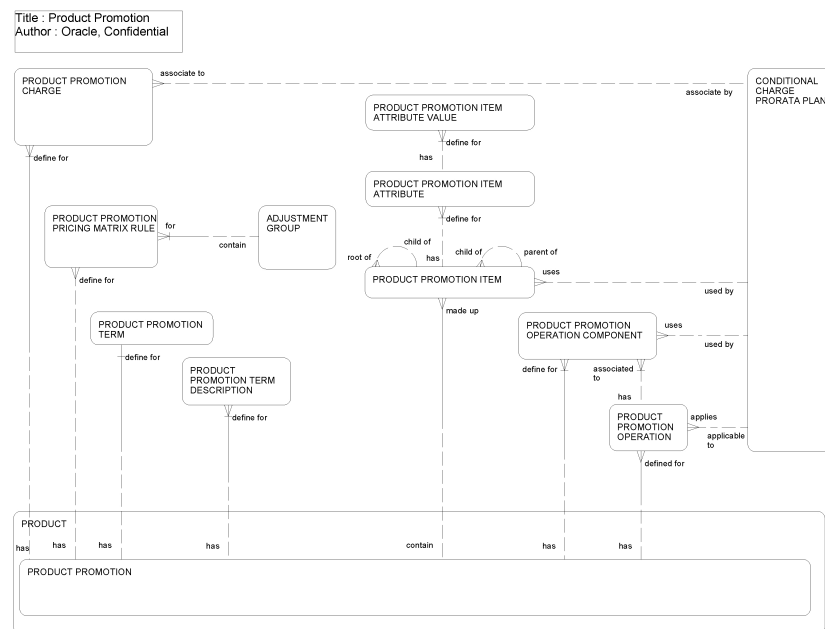 Title : Product Promotion
Author : Oracle, Confidential
PRODUCT PROMOTION
CHARGE
associate to
associate by
CONDITIONAL
CHARGE
PRORATA PLAN
define for
PRODUCT PROMOTION ITEM
ATTRIBUTE VALUE
define for
has
PRODUCT PROMOTION ITEM
ATTRIBUTE
define for
PRODUCT PROMOTION
PRICING MATRIX RULE
for
contain
ADJUSTMENT
GROUP
define for
root of
child of
has
child of
parent of
PRODUCT PROMOTION ITEM
uses
used by
made up
PRODUCT PROMOTION
TERM
define for
PRODUCT
PROMOTION TERM
DESCRIPTION
define for
PRODUCT PROMOTION
OPERATION COMPONENT
uses
used by
define for
associated
to
has
PRODUCT
PROMOTION
OPERATION
applies
applicable
to
defined for
PRODUCT
has
has
has
has
contain
has
has
PRODUCT PROMOTION